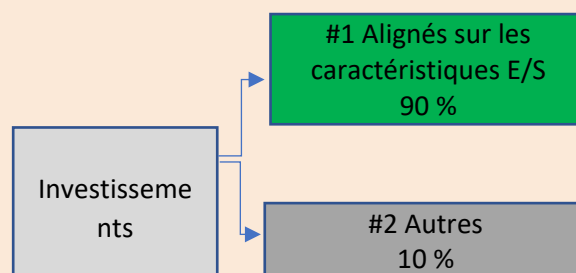 #1 Alignés sur les
caractéristiques E/S
90 %
Investisseme
nts
#2 Autres
10 %